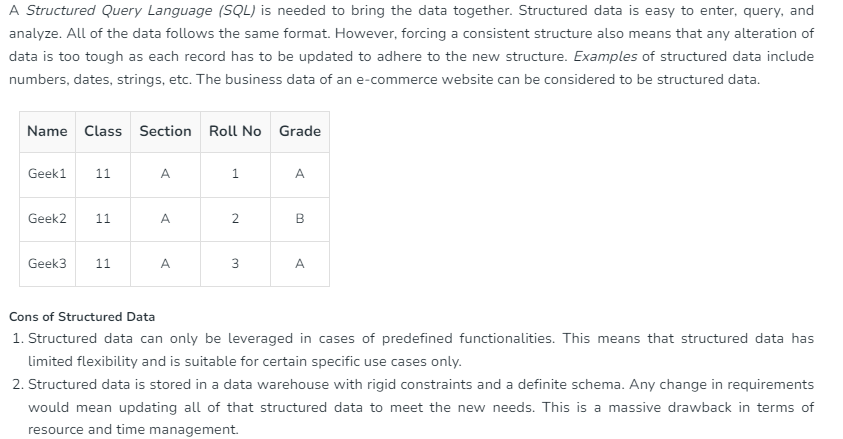 A Structured Query Language (SQL) is needed to bring the data together. Structured data is easy to enter, query, and
analyze. All of the data follows the same format. However, forcing a consistent structure also means that any alteration of
data is too tough as each record has to be updated to adhere to the new structure. Examples of structured data include
numbers, dates, strings, etc. The business data of an e-commerce website can be considered to be structured data.
Name Class Section Roll No Grade
Geek1 11 A 1 A
Geek2 11 A 2 B
Geek3 11 A 3 A
Cons of Structured Data
1. Structured data can only be leveraged in cases of predefined functionalities. This means that structured data has
limited flexibility and is suitable for certain specific use cases only.
2. Structured data is stored in a data warehouse with rigid constraints and a definite schema. Any change in requirements
would mean updating all of that structured data to meet the new needs. This is a massive drawback in terms of
resource and time management.